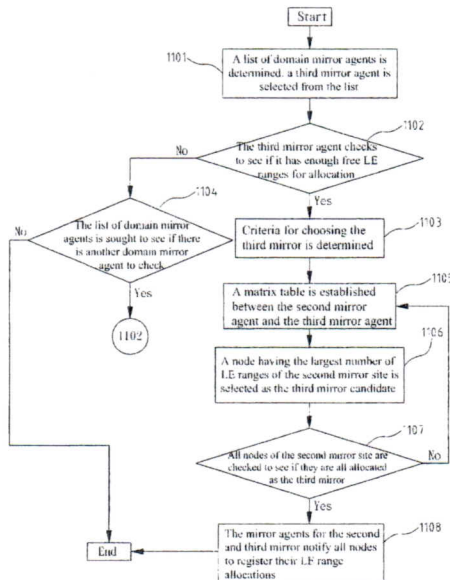 Start
1101
A list of domain mirror agents is
determined, a third mirror agent is
selected from the list
1102
The third mirror agent checks
to see if it has enough free LE
ranges for allocation
No
Yes
1104
The list of domain mirror
agents is sought to see if there
is another domain mirror
agent to check
No
Yes
1102
Criteria for choosing the
third mirror is determined
1103
1105
A matrix table is established
between the second mirror
agent and the third mirror agent
1106
A node having the largest number of
LE ranges of the second mirror site is
selected as the third mirror candidate
1107
All nodes of the second mirror site are
checked to see if they are all allocated
as the third mirror
No
Yes
1108
The mirror agents for the second
and third mirror notify all nodes
to register their LE range
allocations
End